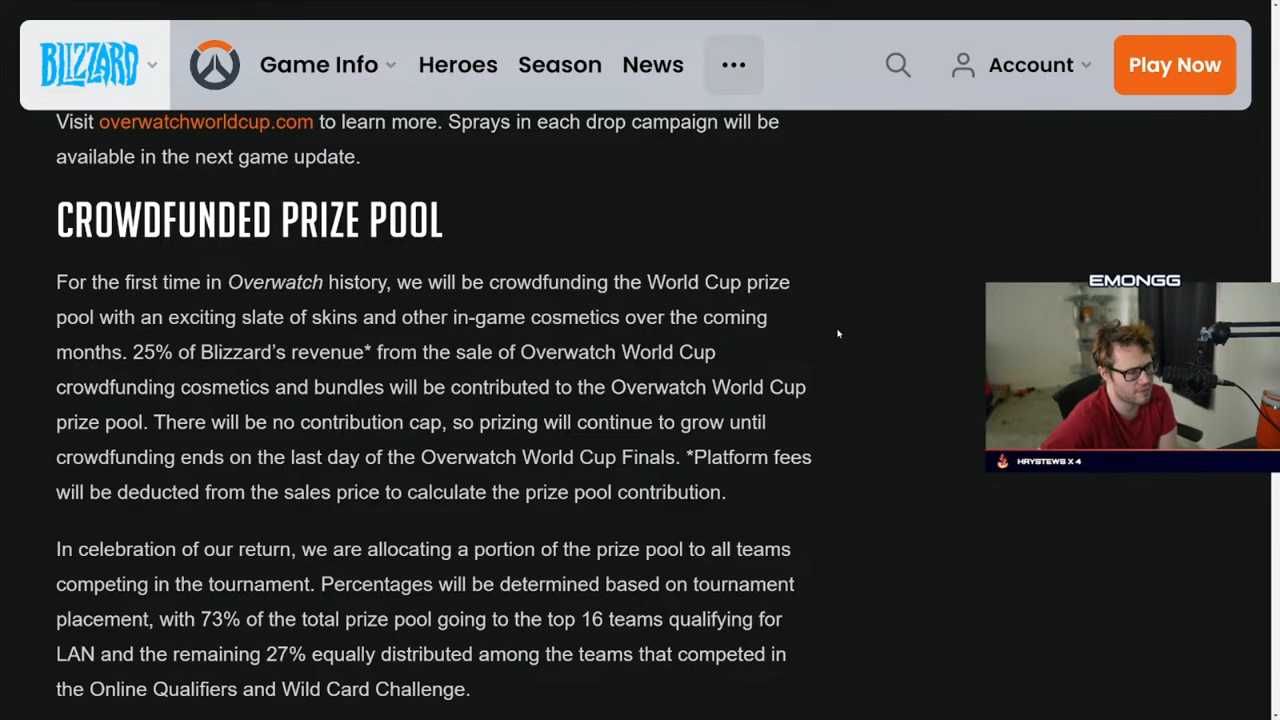 BLIZZARD
Game Info
Heroes
Season
News
...
Account
Play Now
Visit overwatchworldcup.com to learn more. Sprays in each drop campaign will be
available in the next game update.
CROWDFUNDED PRIZE POOL
For the first time in Overwatch history, we will be crowdfunding the World Cup prize
pool with an exciting slate of skins and other in-game cosmetics over the coming
months. 25% of Blizzard’s revenue* from the sale of Overwatch World Cup
crowdfunding cosmetics and bundles will be contributed to the Overwatch World Cup
prize pool. There will be no contribution cap, so prizing will continue to grow until
crowdfunding ends on the last day of the Overwatch World Cup Finals. *Platform fees
will be deducted from the sales price to calculate the prize pool contribution.
In celebration of our return, we are allocating a portion of the prize pool to all teams
competing in the tournament. Percentages will be determined based on tournament
placement, with 73% of the total prize pool going to the top 16 teams qualifying for
LAN and the remaining 27% equally distributed among the teams that competed in
the Online Qualifiers and Wild Card Challenge.
EMONGG
HAYSTEWS X 4